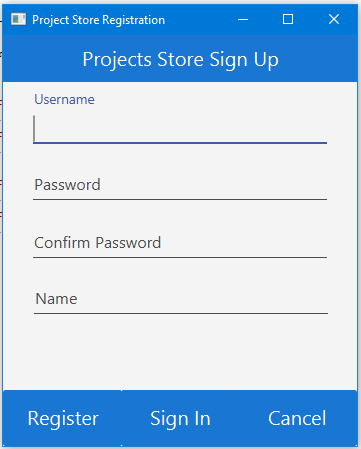 Project Store Registration
Projects Store Sign Up
Username
Password
Confirm Password
Name
Register Sign In Cancel